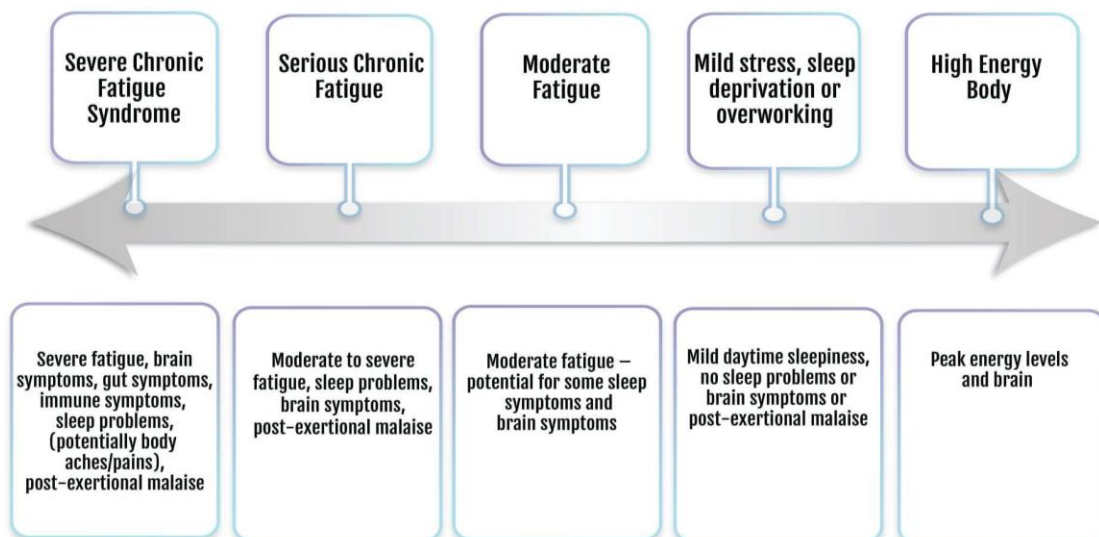 Severe Chronic
Fatigue
Syndrome
Serious Chronic
Fatigue
Moderate
Fatigue
Mild stress, sleep
deprivation or
overworking
High Energy
Body
Severe fatigue, brain
symptoms, gut symptoms,
immune symptoms,
sleep problems,
(potentially body
aches/pains),
post-exertional malaise
Moderate to severe
fatigue, sleep problems,
brain symptoms,
post-exertional malaise
Moderate fatigue –
potential for some sleep
symptoms and
brain symptoms
Mild daytime sleepiness,
no sleep problems or
brain symptoms or
post-exertional malaise
Peak energy levels
and brain